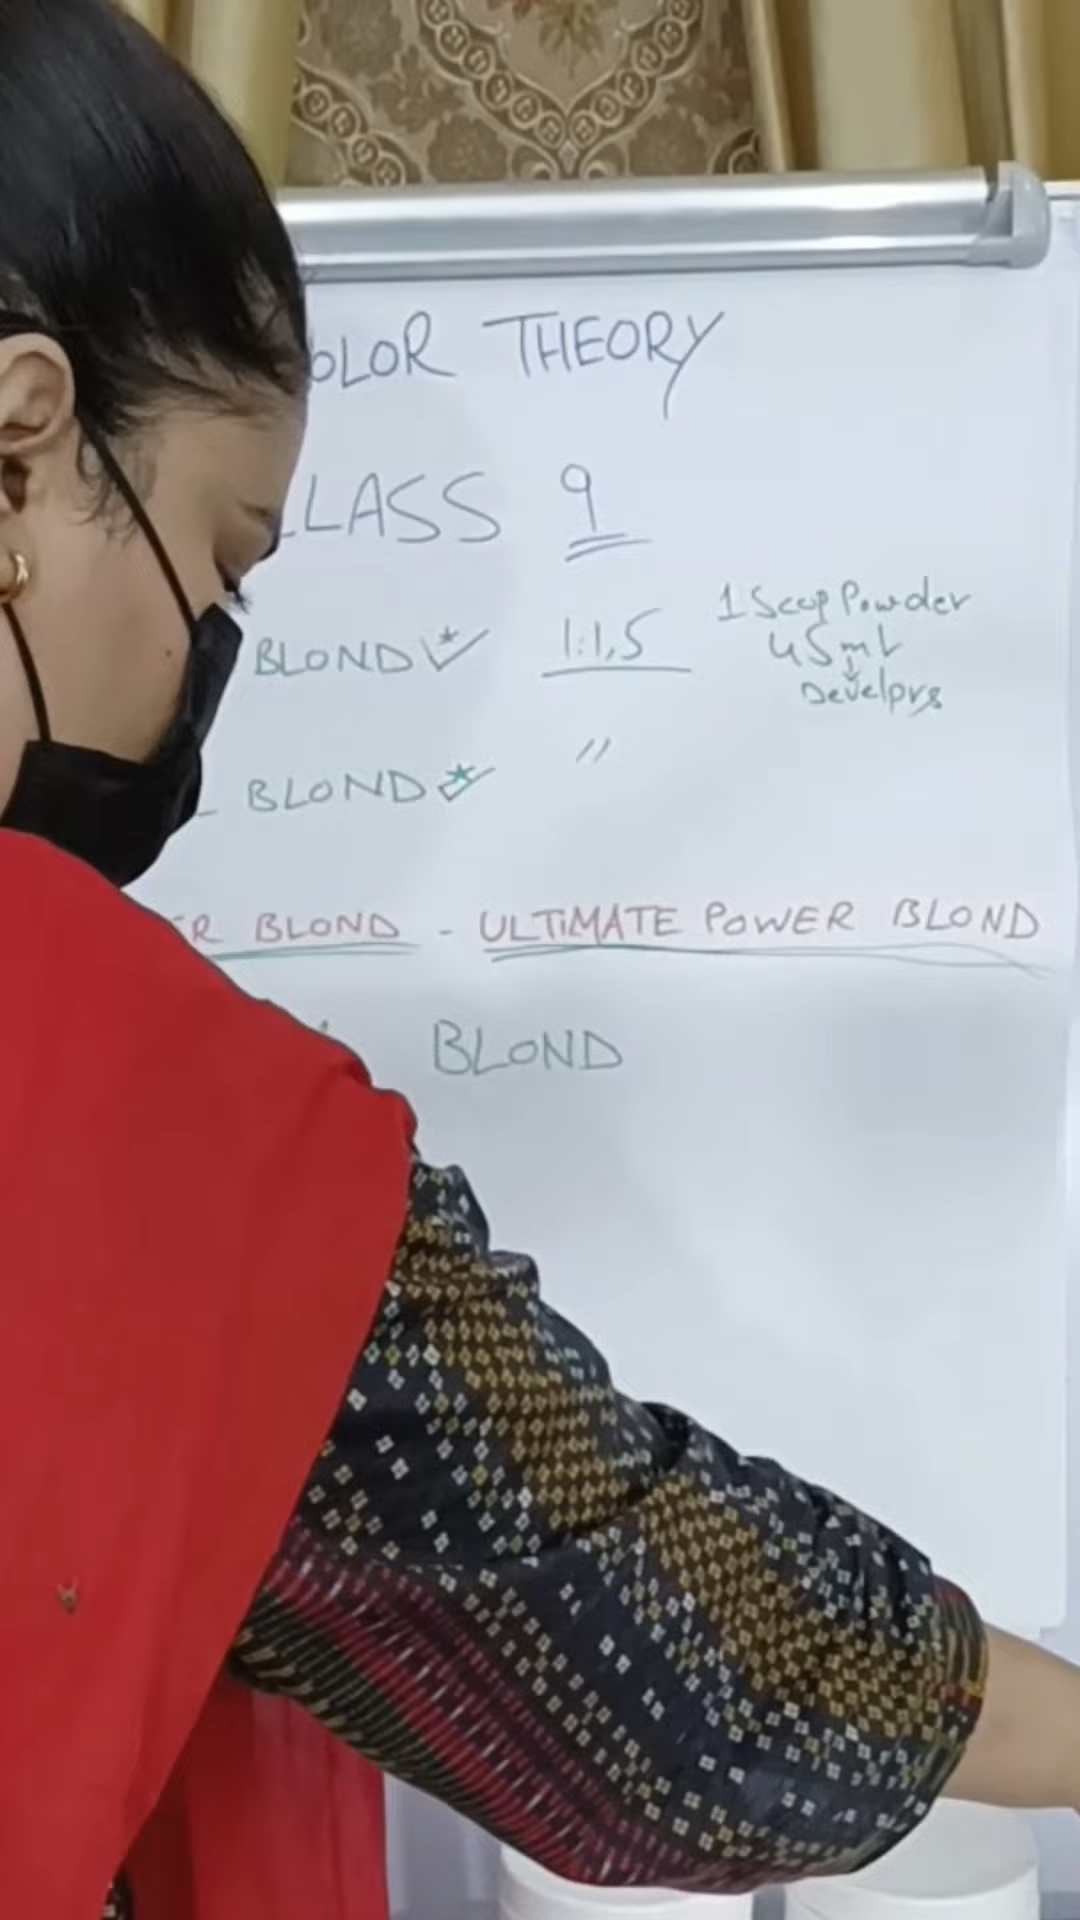 OLOR THEORY
LASS 9
BLOND * 1:1,5 1 Scop Powder
45ml
Develprs
- BLOND * "
ER BLOND - ULTIMATE POWER BLOND
BLOND